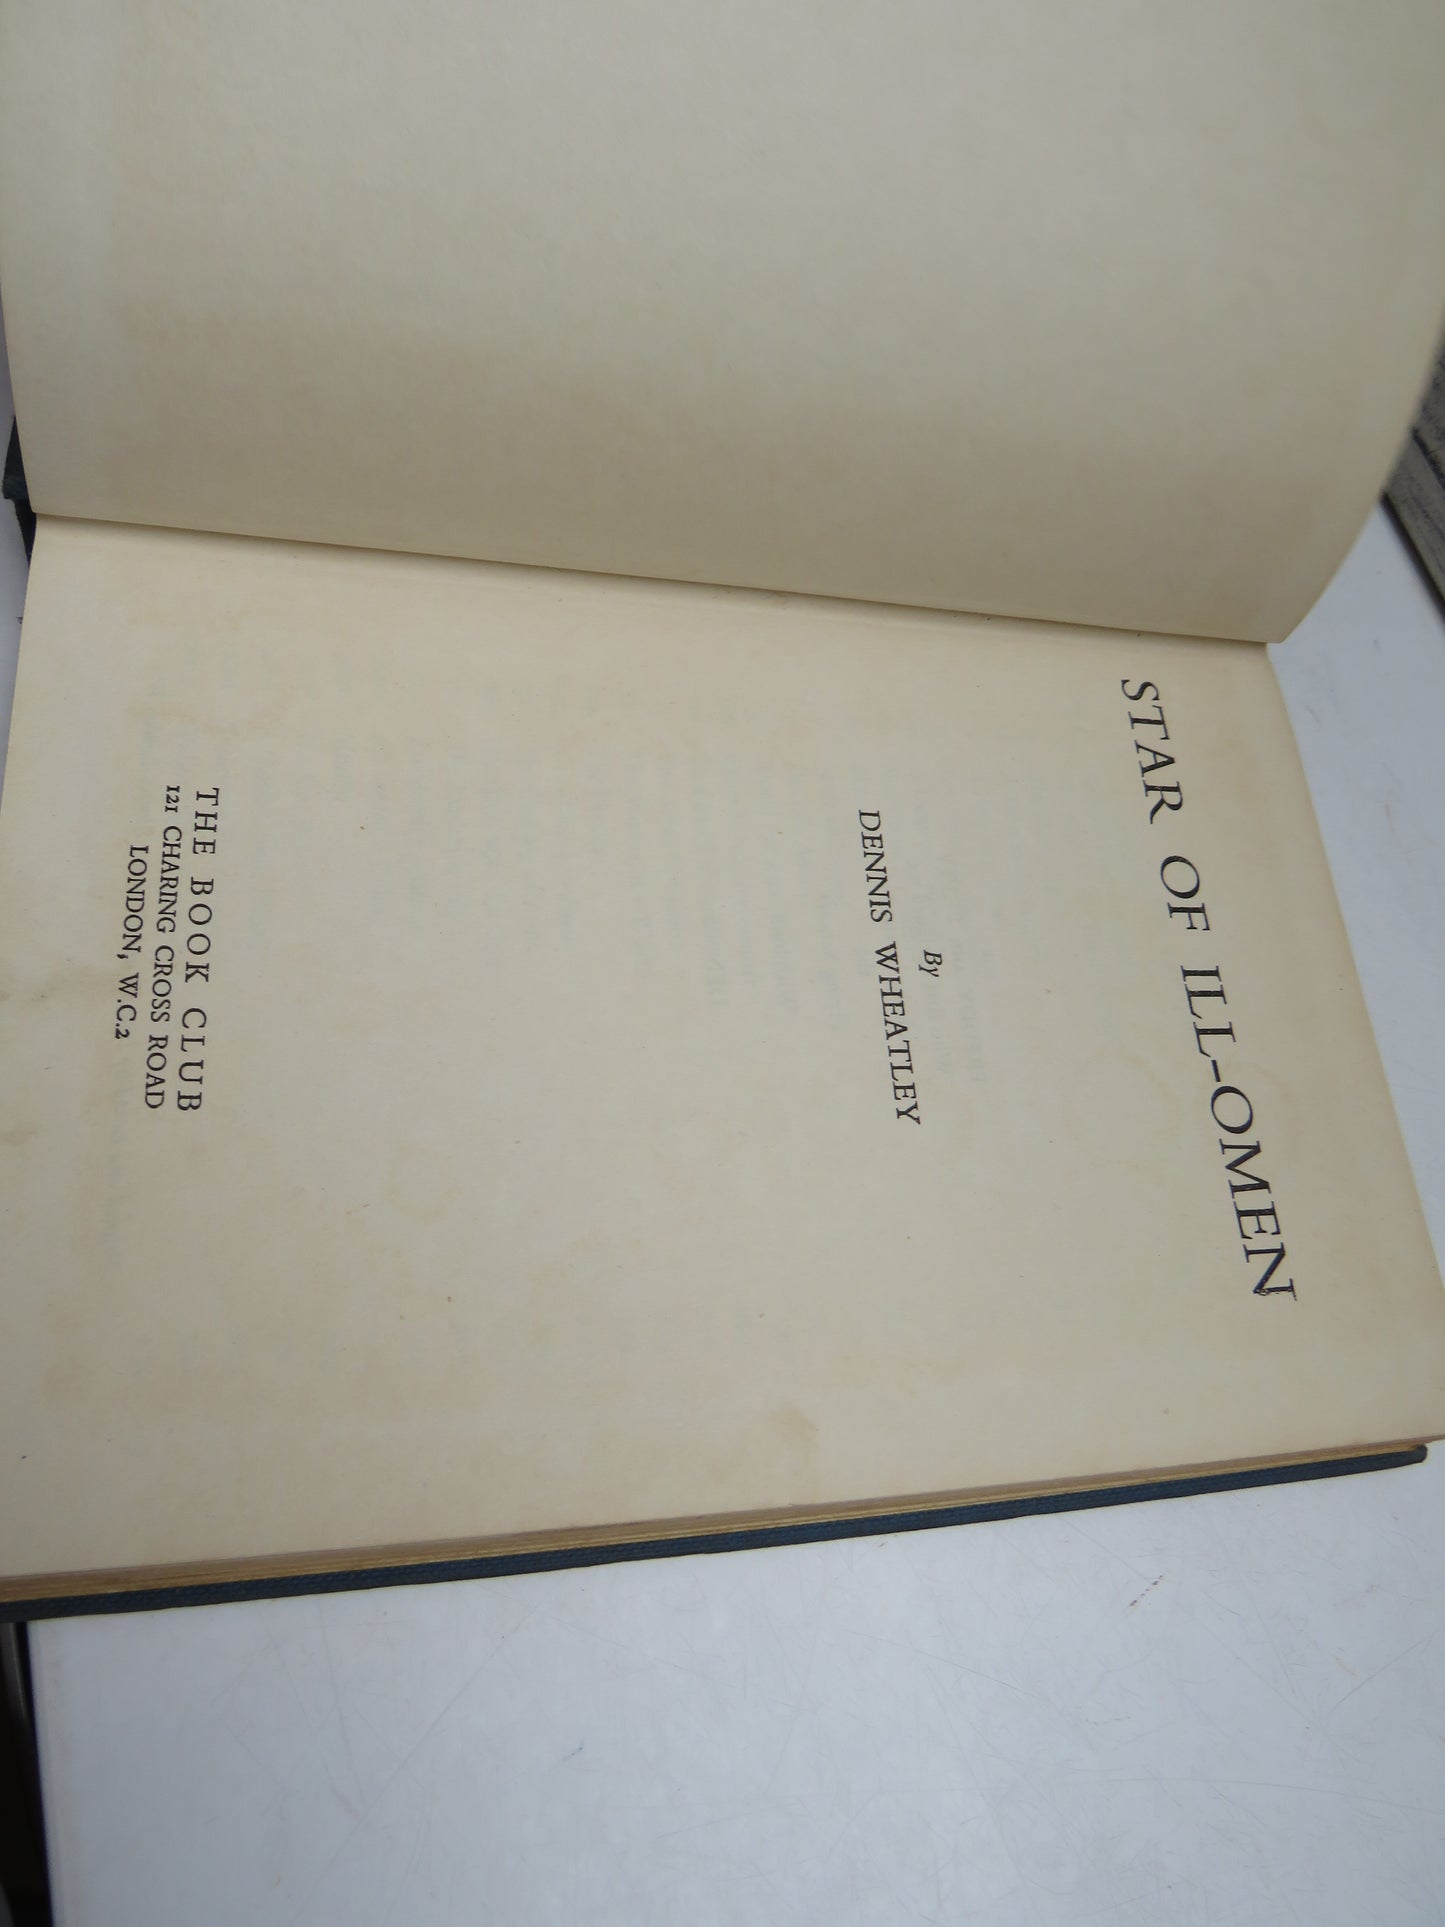 STAR OF ILL-OMEN
By
DENNIS WHEATLEY
THE BOOK CLUB
121 CHARING CROSS ROAD
LONDON, W.C.2